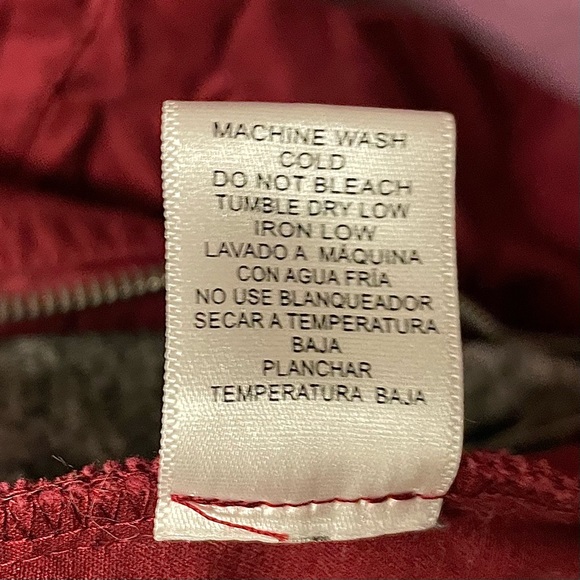 MACHINE WASH
COLD
DO NOT BLEACH
TUMBLE DRY LOW
IRON LOW
LAVADO A MÁQUINA
CON AGUA FRÍA
NO USE BLANQUEADOR
SECAR A TEMPERATURA
BAJA
PLANCHAR
TEMPERATURA BAJA